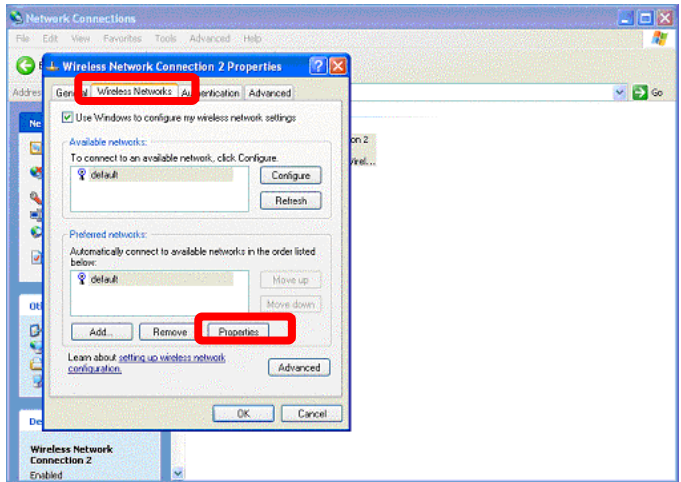 Network Connections
File Edit View Favorites Tools Advanced Help
Wireless Network Connection 2 Properties
Addres
Go
Wireless Networks
Advanced
Use Windows to configure my wireless network settings
Available networks:
To connect to an available network, click Configure.
default
Configure
Refresh
Preferred networks:
Automatically connect to available networks in the order listed
below:
default
Move up
Move down
Add...
Remove
Properties
Learn about setting up wireless network
configuration.
Advanced
OK
Cancel
on 2
Wireless Network
Connection 2
Enabled